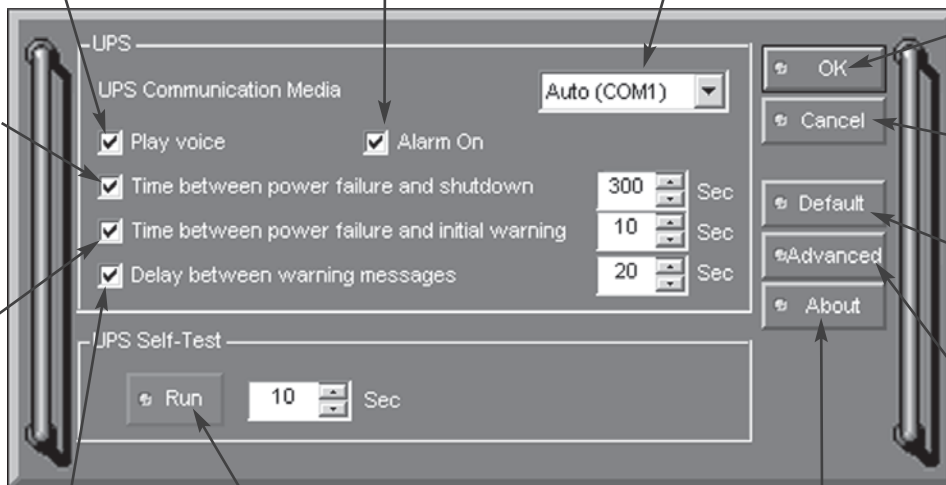 UPS
UPS Communication Media Auto (COM1)
Play voice Alarm On
Time between power failure and shutdown 300 Sec
Time between power failure and initial warning 10 Sec
Delay between warning messages 20 Sec
UPS Self-Test
Run 10 Sec
OK
Cancel
Default
Advanced
About